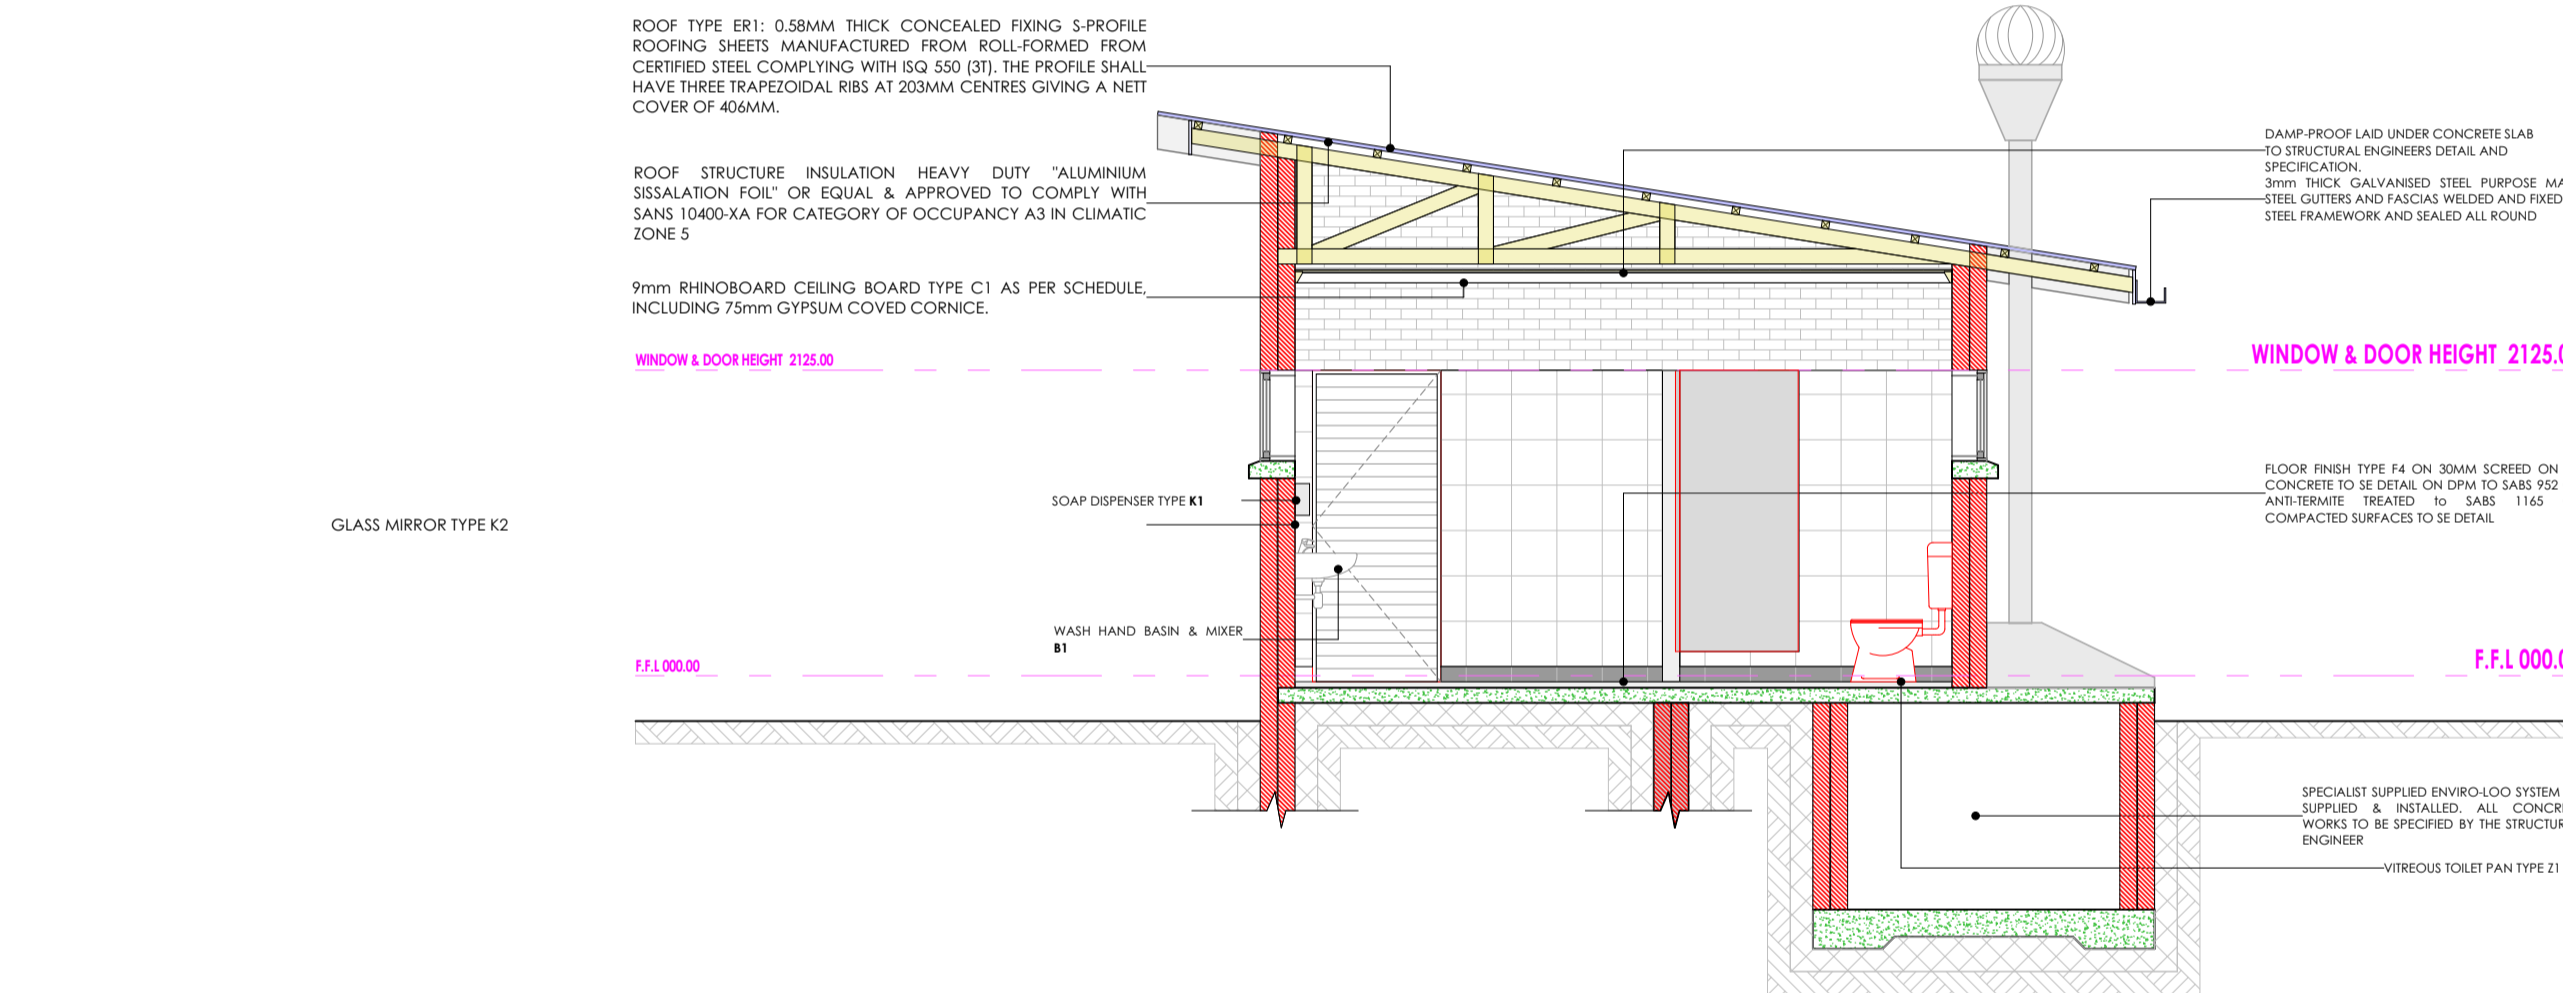 ROOF TYPE ER1: 0.58MM THICK CONCEALED FIXING S-PROFILE
ROOFING SHEETS MANUFACTURED FROM ROLL-FORMED FROM
CERTIFIED STEEL COMPLYING WITH ISQ 550 (3T). THE PROFILE SHALL
HAVE THREE TRAPEZOIDAL RIBS AT 203MM CENTRES GIVING A NETT
COVER OF 406MM.
ROOF STRUCTURE INSULATION HEAVY DUTY "ALUMINIUM
SISSALATION FOIL" OR EQUAL & APPROVED TO COMPLY WITH
SANS 10400-XA FOR CATEGORY OF OCCUPANCY A3 IN CLIMATIC
ZONE 5
9mm RHINOBOARD CEILING BOARD TYPE C1 AS PER SCHEDULE,
INCLUDING 75mm GYPSUM COVED CORNICE.
WINDOW & DOOR HEIGHT 2125.00
SOAP DISPENSER TYPE K1
GLASS MIRROR TYPE K2
WASH HAND BASIN & MIXER
B1
F.F.L 000.00
DAMP-PROOF LAID UNDER CONCRETE SLAB
TO STRUCTURAL ENGINEERS DETAIL AND
SPECIFICATION.
3mm THICK GALVANISED STEEL PURPOSE MA
STEEL GUTTERS AND FASCIAS WELDED AND FIXED
STEEL FRAMEWORK AND SEALED ALL ROUND
WINDOW & DOOR HEIGHT 2125.0
FLOOR FINISH TYPE F4 ON 30MM SCREED ON
CONCRETE TO SE DETAIL ON DPM TO SABS 952
ANTI-TERMITE TREATED to SABS 1165
COMPACTED SURFACES TO SE DETAIL
F.F.L 000.0
SPECIALIST SUPPLIED ENVIRO-LOO SYSTEM
SUPPLIED & INSTALLED. ALL CONCR
WORKS TO BE SPECIFIED BY THE STRUCTUR
ENGINEER
VITREOUS TOILET PAN TYPE Z1